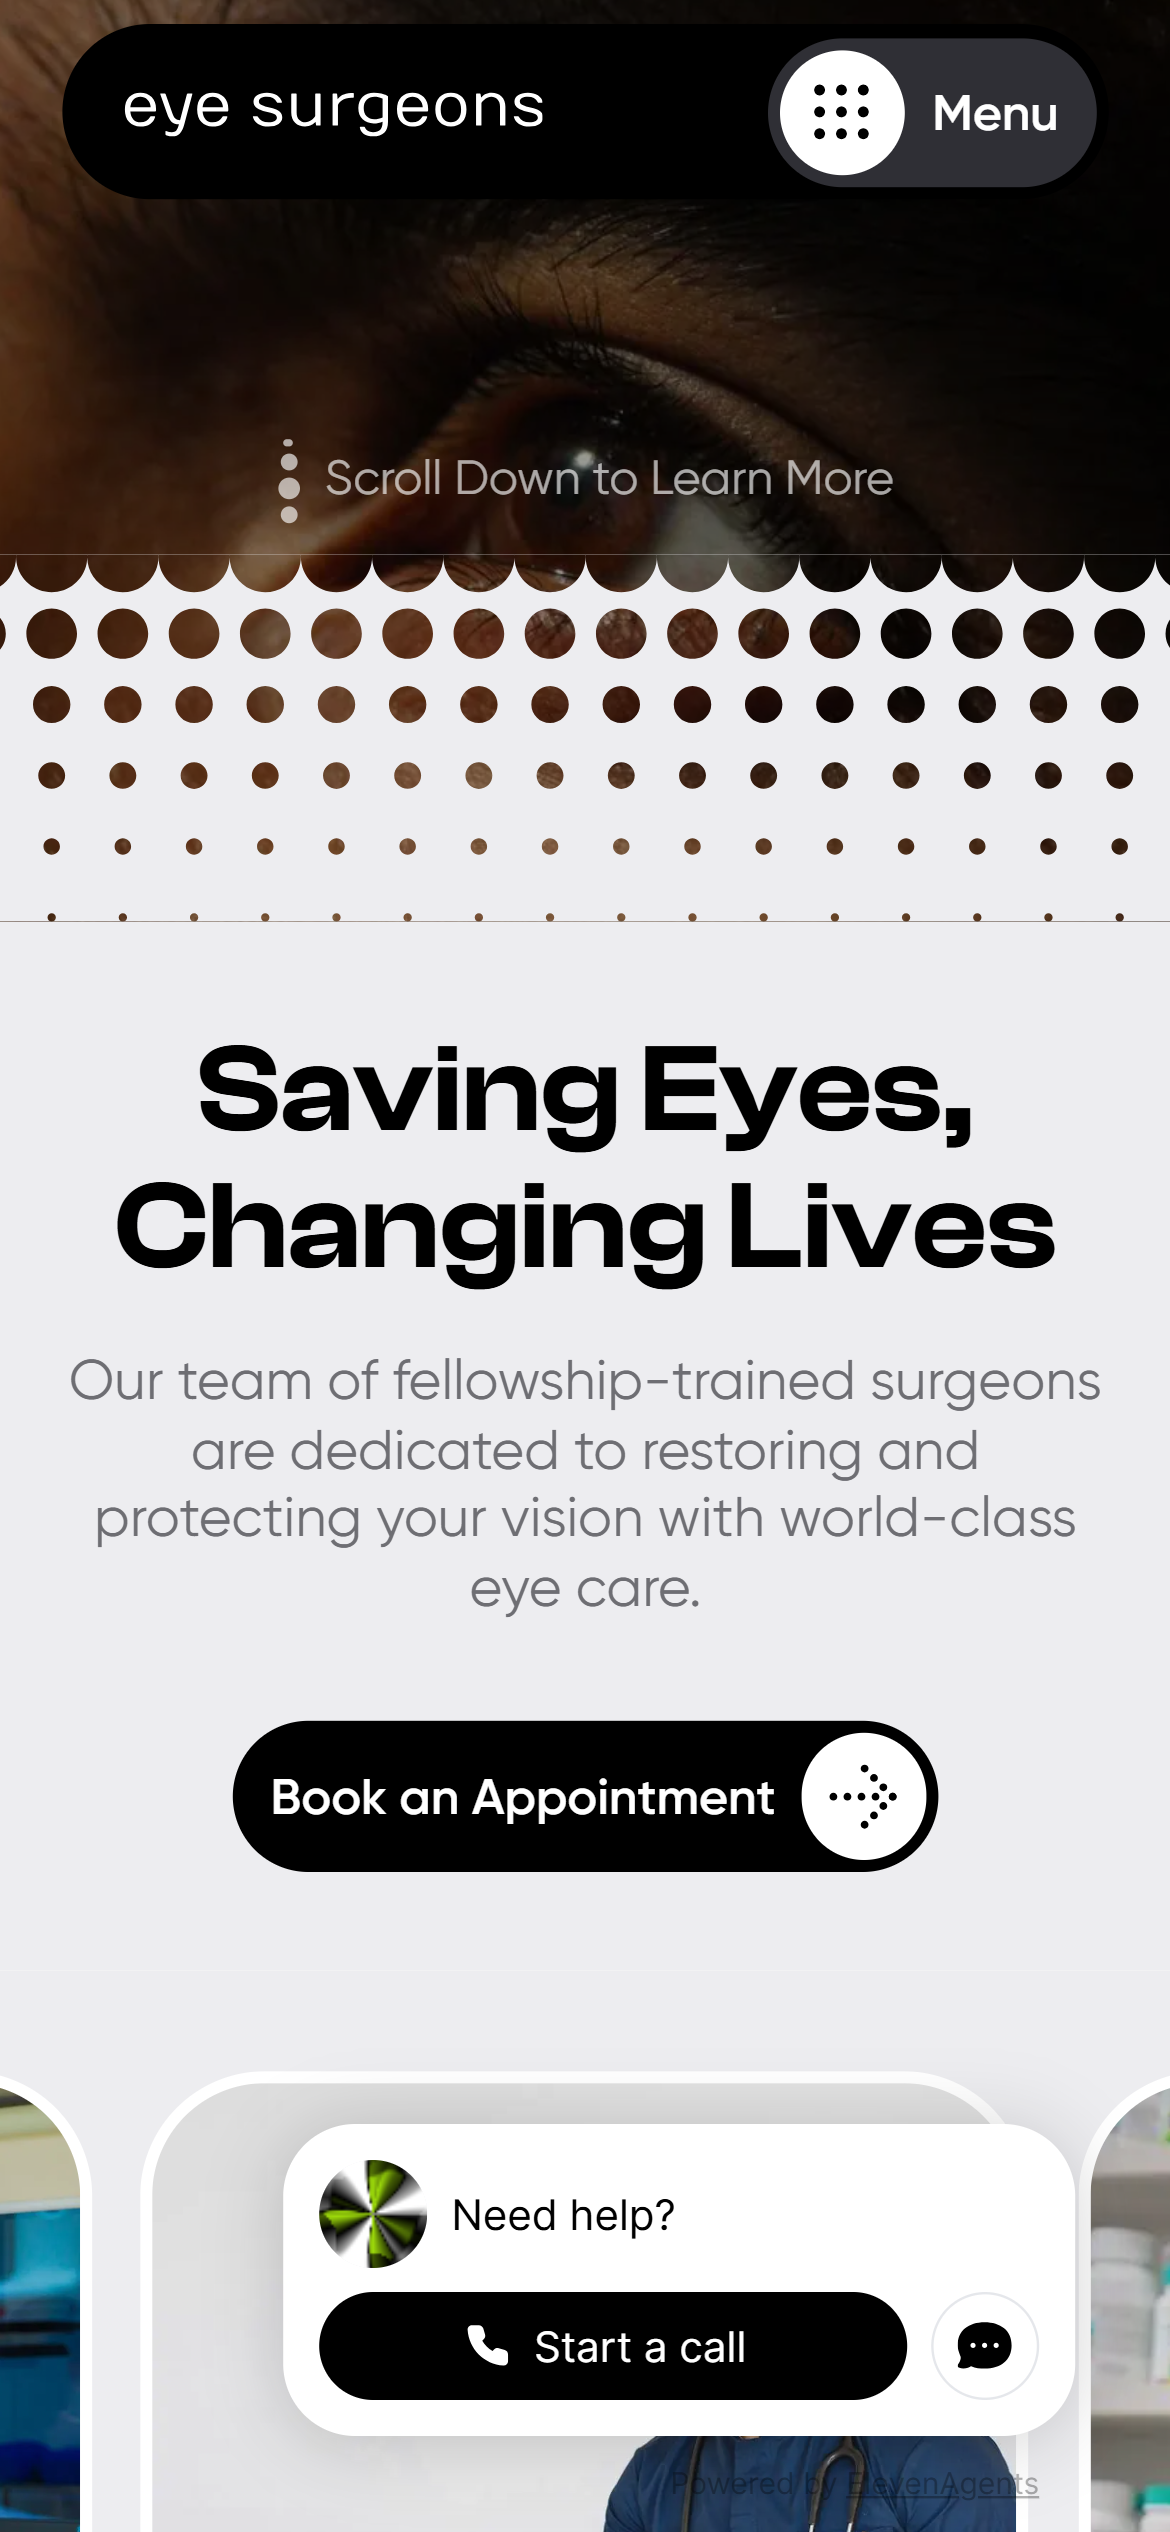 eye surgeons
Menu
Scroll Down to Learn More
Saving Eyes,
Changing Lives
Our team of fellowship-trained surgeons
are dedicated to restoring and
protecting your vision with world-class
eye care.
Book an Appointment
Need help?
Start a call
Powered by ElevenAgents